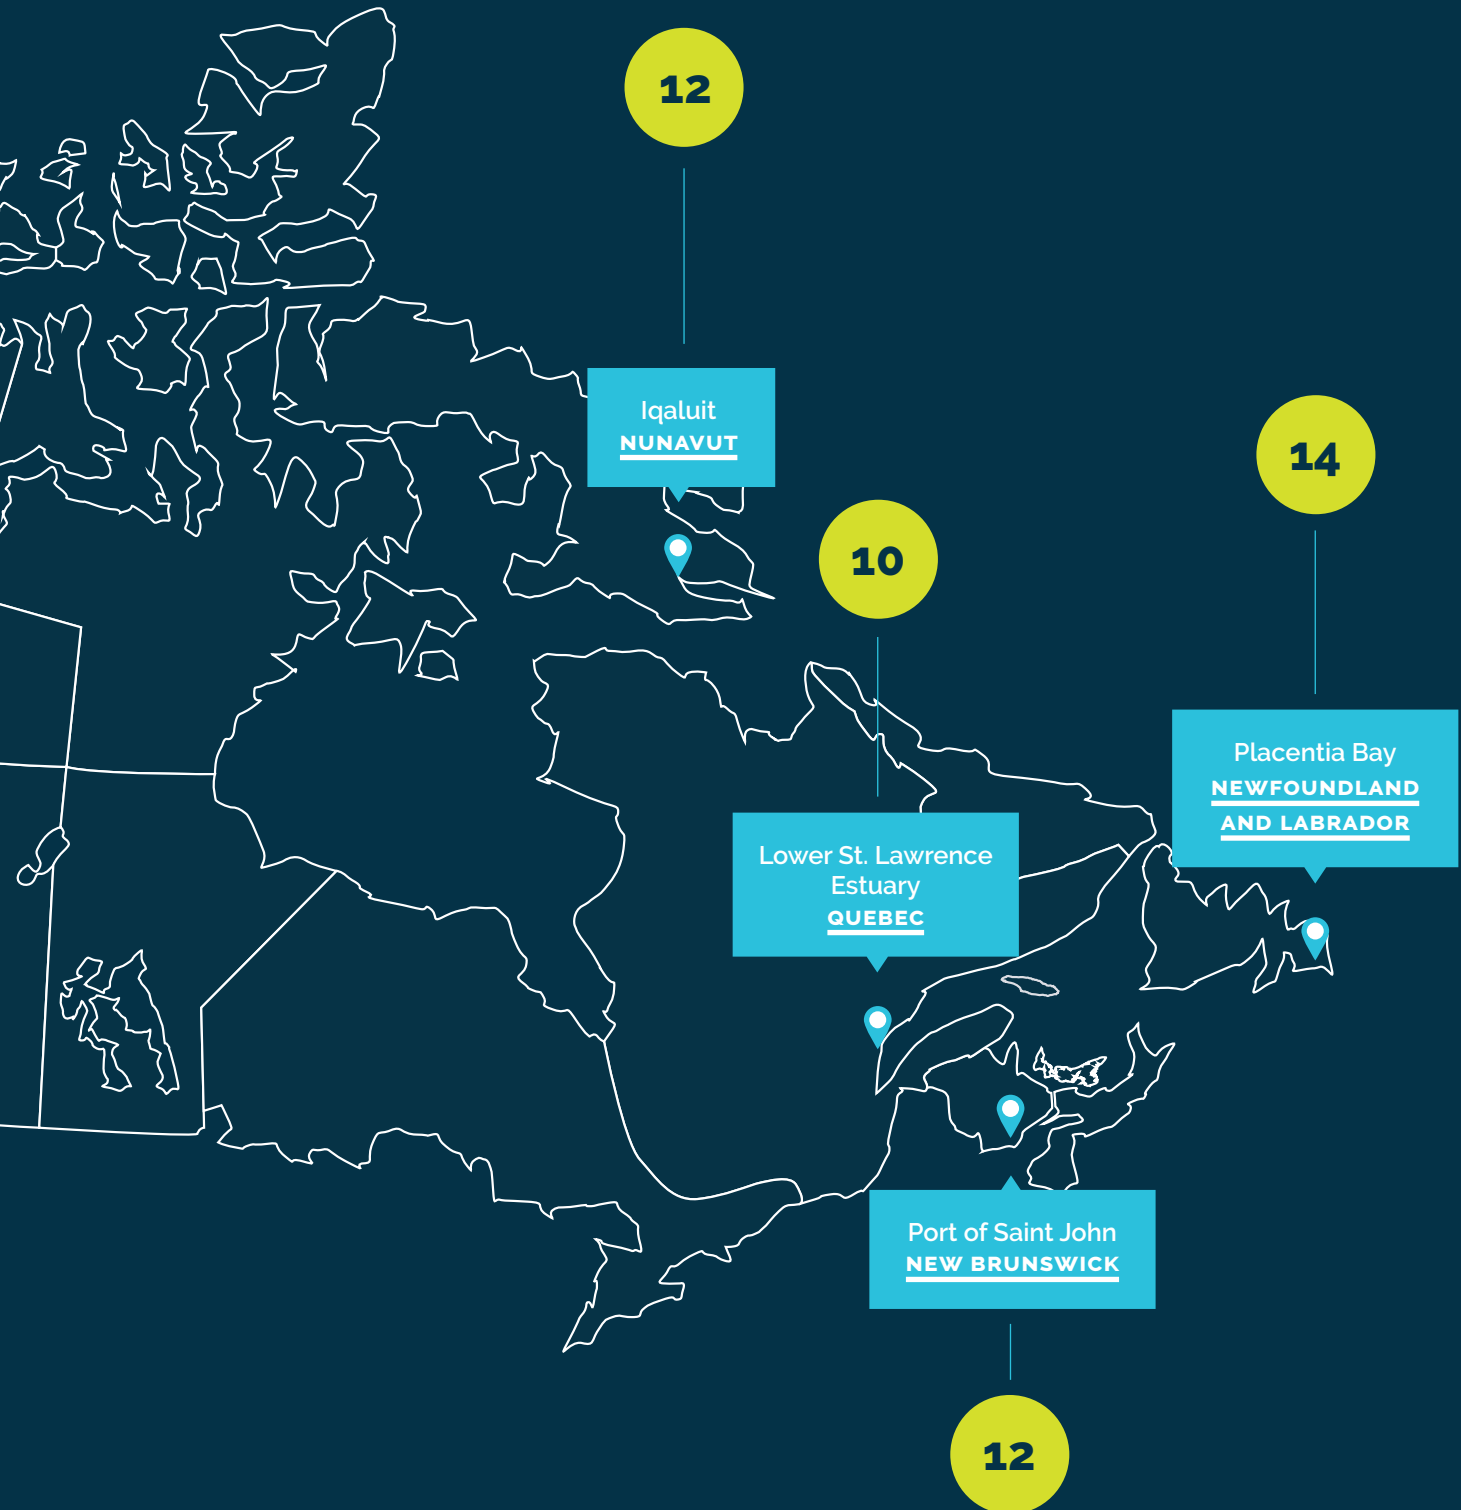 12
Iqaluit
NUNAVUT
14
10
Placentia Bay
NEWFOUNDLAND
AND LABRADOR
Lower St. Lawrence
Estuary
QUEBEC
Port of Saint John
NEW BRUNSWICK
12